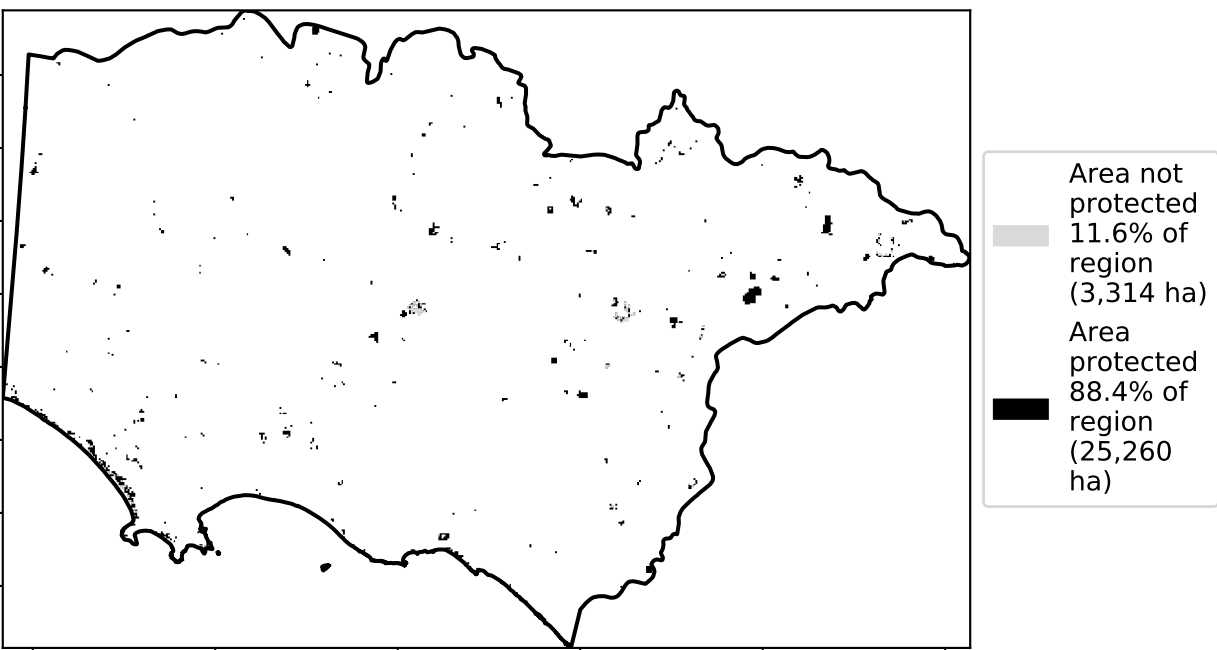 Area not
protected
11.6% of
region
(3,314 ha)
Area
protected
88.4% of
region
(25,260
ha)